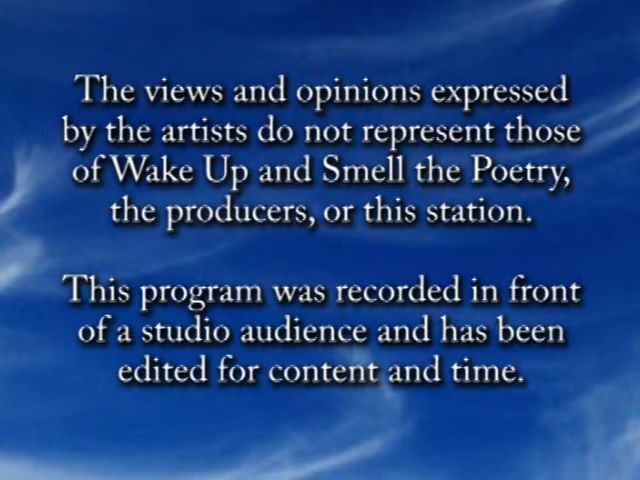 The views and opinions expressed
by the artists do not represent those
of Wake Up and Smell the Poetry,
the producers, or this station.
This program was recorded in front
of a studio audience and has been
edited for content and time.